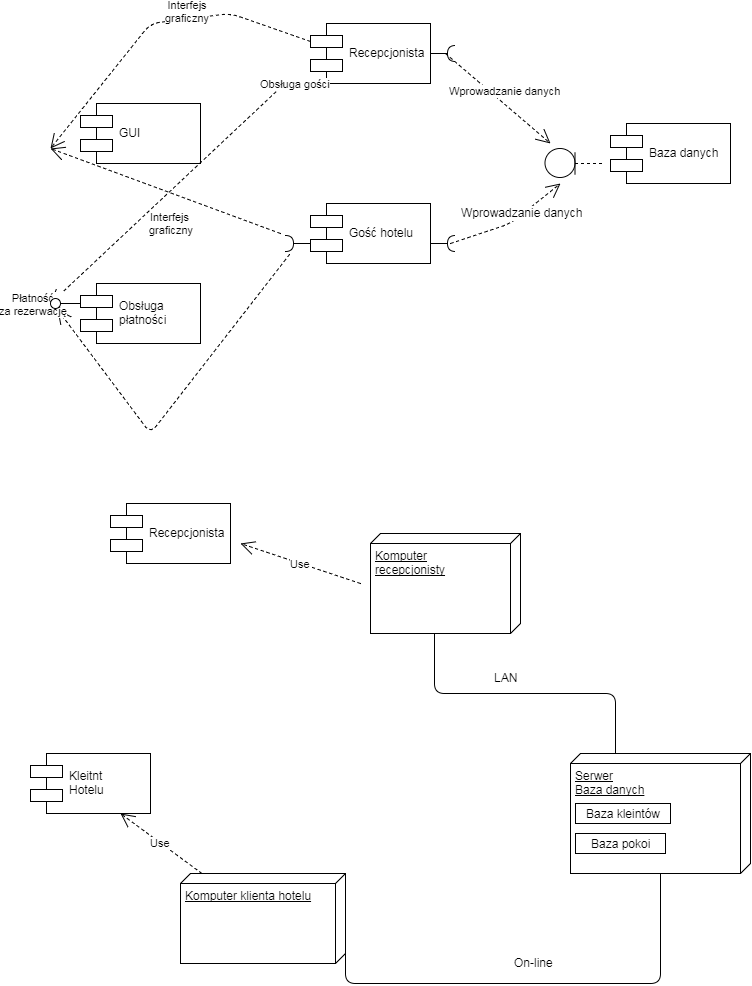 Interfejs
graficzny
Recepcjonista
Obsługa gości
Wprowadzanie danych
GUI
Baza danych
Interfejs
graficzny
Gość hotelu
Wprowadzanie danych
Płatność
za rezerwację
Obsługa
płatności
Recepcjonista
Use
Komputer
recepcjonisty
LAN
Kleitnt
Hotelu
Serwer
Baza danych
Baza kleintów
Baza pokoi
Use
Komputer klienta hotelu
On-line